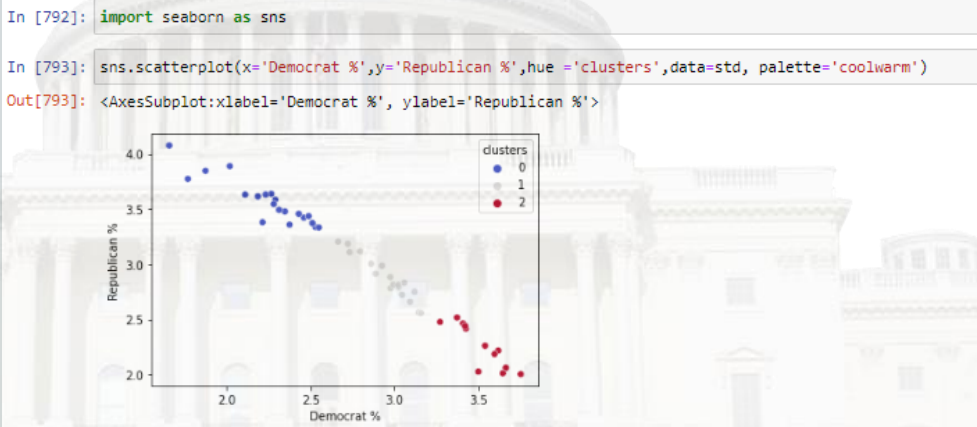 In [792]: import seaborn as sns
In [793]: sns.scatterplot(x='Democrat %',y='Republican %',hue ='clusters',data=std, palette='coolwarm')
Out[793]: <AxesSubplot:xlabel='Democrat %', ylabel='Republican %'>
clusters
0
1
2
4.0
3.5
3.0
2.5
2.0
Republican %
2.0 2.5 3.0 3.5
Democrat %